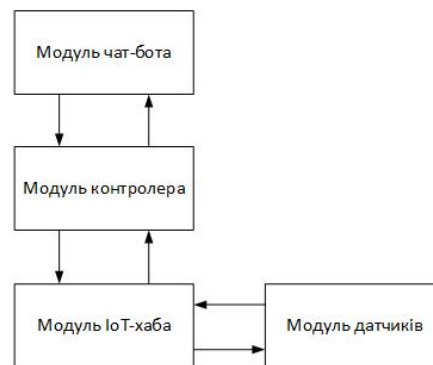 Модуль чат-бота
Модуль контролера
Модуль IoT-хаба
Модуль датчиків